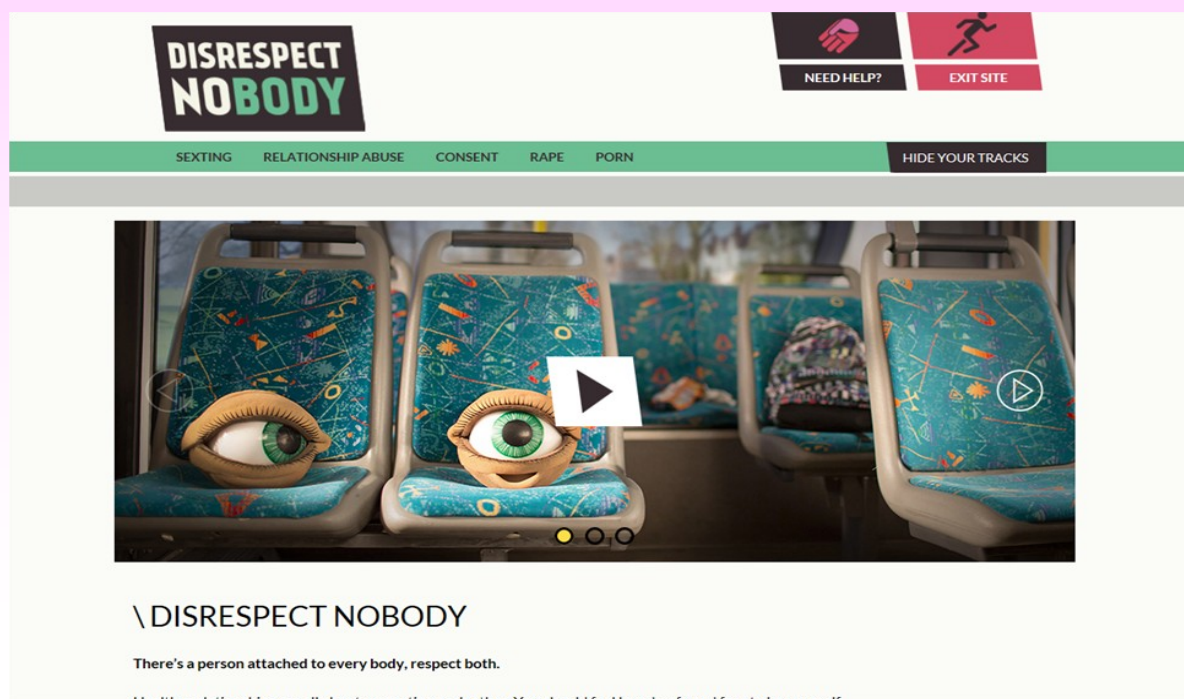 DISRESPECT
NOBODY
NEED HELP?
EXIT SITE
SEXTING RELATIONSHIP ABUSE CONSENT RAPE PORN
HIDE YOUR TRACKS
\ DISRESPECT NOBODY
There's a person attached to every body, respect both.